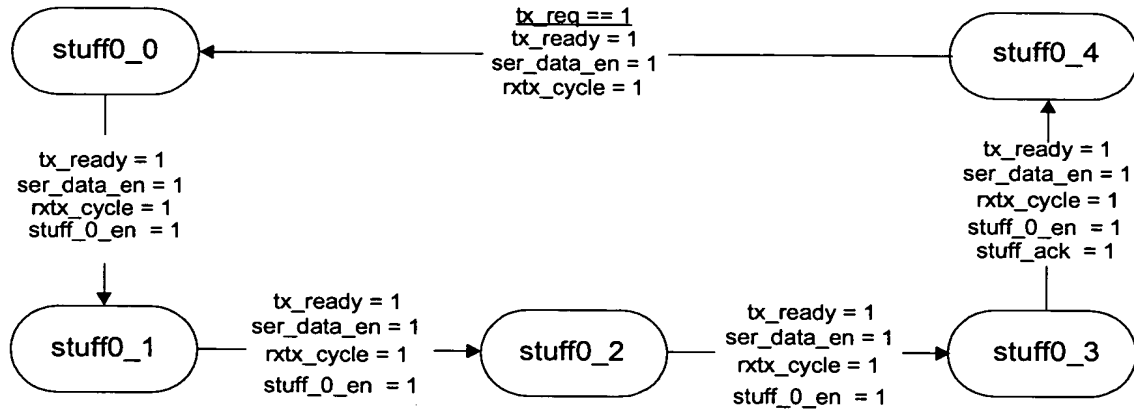 stuff0_0
tx_req == 1
tx_ready = 1
ser_data_en = 1
rxtx_cycle = 1
stuff0_4
tx_ready = 1
ser_data_en = 1
rxtx_cycle = 1
stuff_0_en = 1
tx_ready = 1
ser_data_en = 1
rxtx_cycle = 1
stuff_0_en = 1
stuff_ack = 1
stuff0_1
tx_ready = 1
ser_data_en = 1
rxtx_cycle = 1
stuff_0_en = 1
stuff0_2
tx_ready = 1
ser_data_en = 1
rxtx_cycle = 1
stuff_0_en = 1
stuff0_3